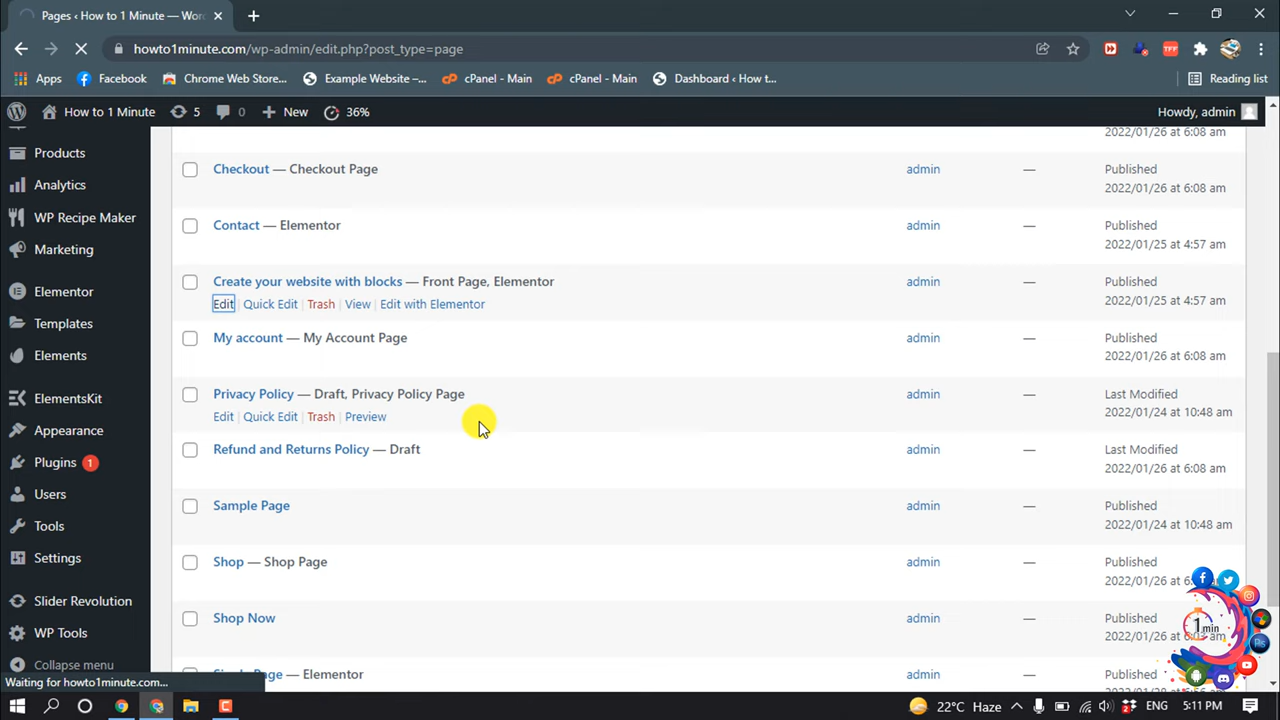 Pages ‹ How to 1 Minute — Wor
howto1minute.com/wp-admin/edit.php?post_type=page
Apps
Facebook
Chrome Web Store...
Example Website –...
cPanel - Main
cPanel - Main
Dashboard ‹ How t...
Reading list
How to 1 Minute
5
0
New
36%
Howdy, admin
Products
Analytics
WP Recipe Maker
Marketing
Elementor
Templates
Elements
ElementsKit
Appearance
Plugins 1
Users
Tools
Settings
Slider Revolution
WP Tools
Collapse menu
2022/01/26 at 6:08 am
Checkout — Checkout Page
admin
—
Published
2022/01/26 at 6:08 am
Contact — Elementor
admin
—
Published
2022/01/25 at 4:57 am
Create your website with blocks — Front Page, Elementor
Edit | Quick Edit | Trash | View | Edit with Elementor
admin
—
Published
2022/01/25 at 4:57 am
My account — My Account Page
admin
—
Published
2022/01/26 at 6:08 am
Privacy Policy — Draft, Privacy Policy Page
Edit | Quick Edit | Trash | Preview
admin
—
Last Modified
2022/01/24 at 10:48 am
Refund and Returns Policy — Draft
admin
—
Last Modified
2022/01/26 at 6:08 am
Sample Page
admin
—
Published
2022/01/24 at 10:48 am
Shop — Shop Page
admin
—
Published
2022/01/26 at
Shop Now
admin
—
Published
2022/01/26 at
Page — Elementor
admin
—
Published
1 min
Waiting for howto1minute.com...
22°C Haze
ENG
5:11 PM